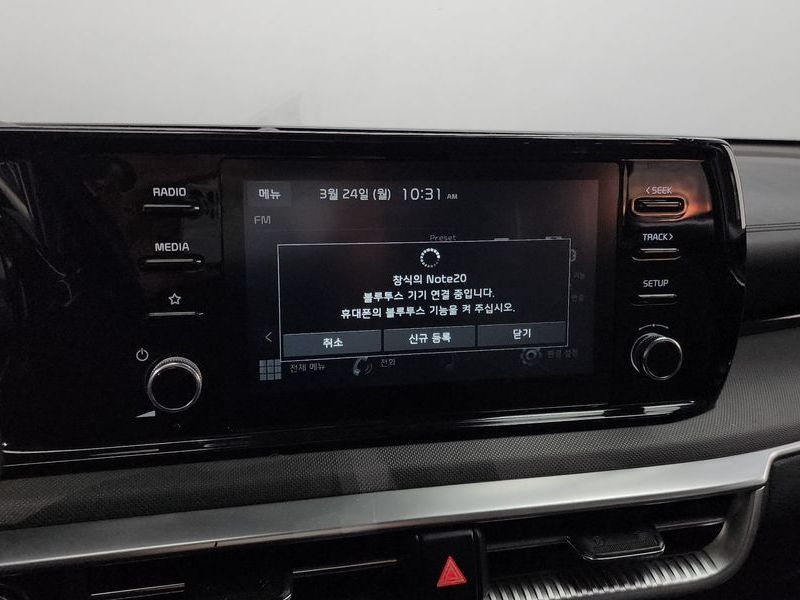 RADIO
MEDIA
메뉴
3월 24일 (월) 10:31 AM
FM
Preset
창식의 Note20
블루투스 기기 연결 중입니다.
휴대폰의 블루투스 기능을 켜 주십시오.
취소
신규 등록
닫기
전체 메뉴
전화
환경 설정
< SEEK
TRACK >
SETUP